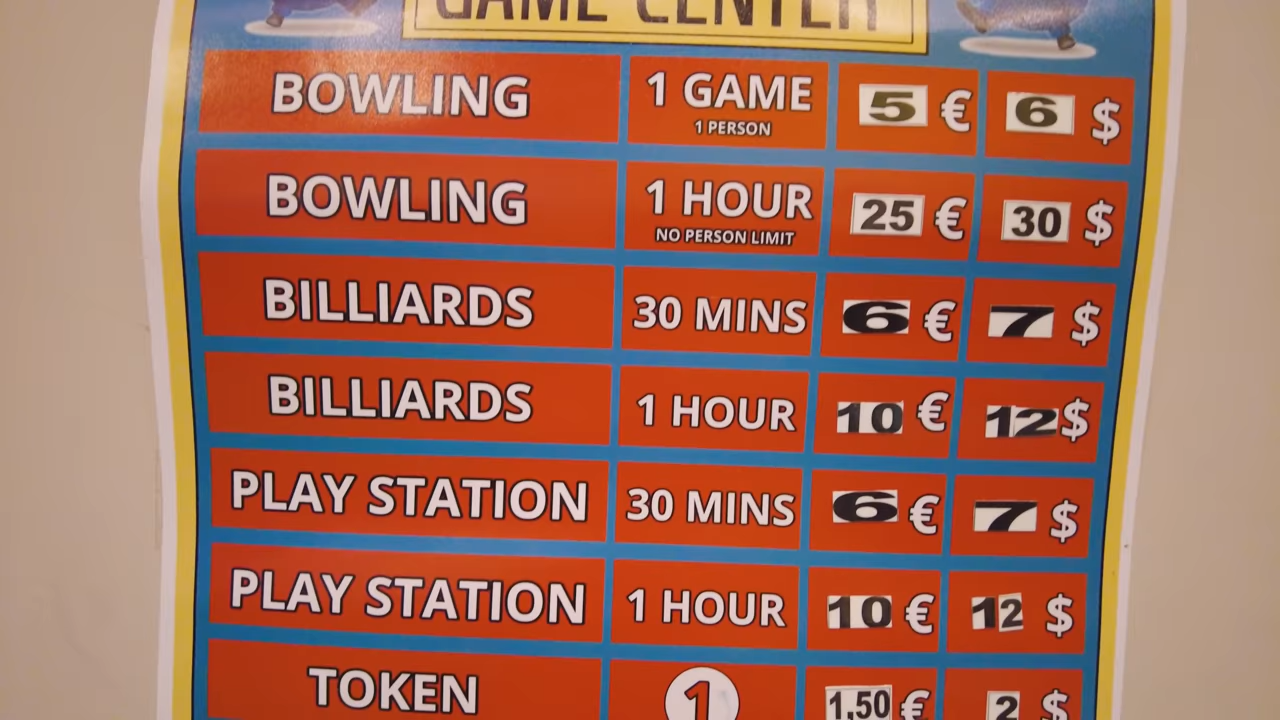 GAME CENTER
BOWLING 1 GAME 5 € 6 $
1 PERSON
BOWLING 1 HOUR 25 € 30 $
NO PERSON LIMIT
BILLIARDS 30 MINS 6 € 7 $
BILLIARDS 1 HOUR 10 € 12 $
PLAY STATION 30 MINS 6 € 7 $
PLAY STATION 1 HOUR 10 € 12 $
TOKEN 1 1,50 € 2 $